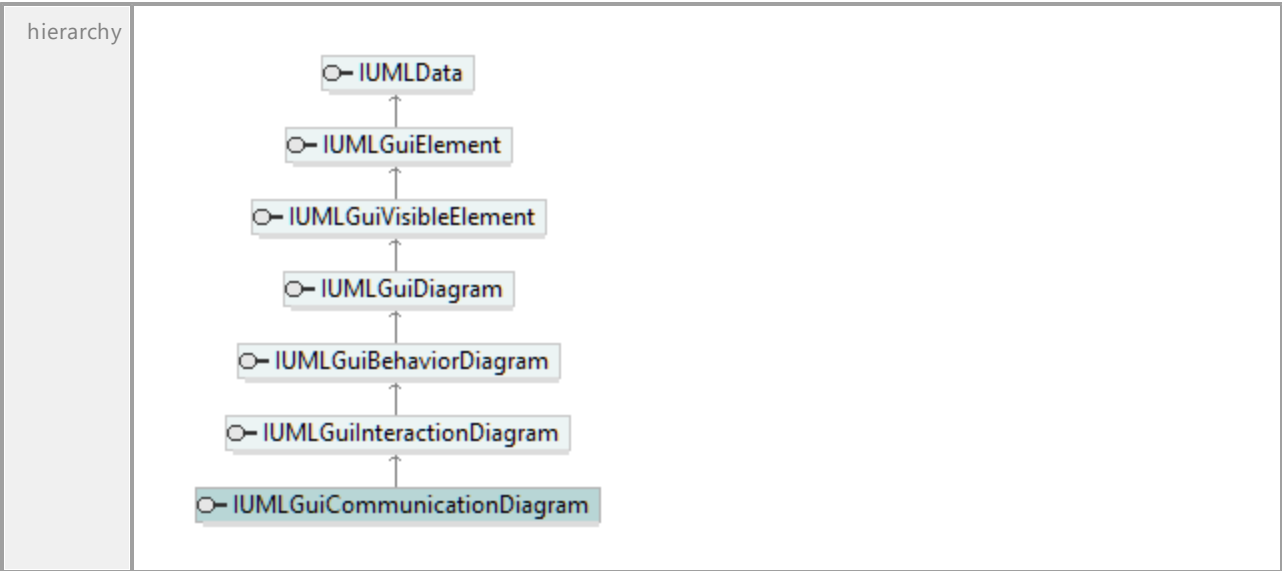 hierarchy
IUMLData
IUMLGuiElement
IUMLGuiVisibleElement
IUMLGuiDiagram
IUMLGuiBehaviorDiagram
IUMLGuiInteractionDiagram
IUMLGuiCommunicationDiagram